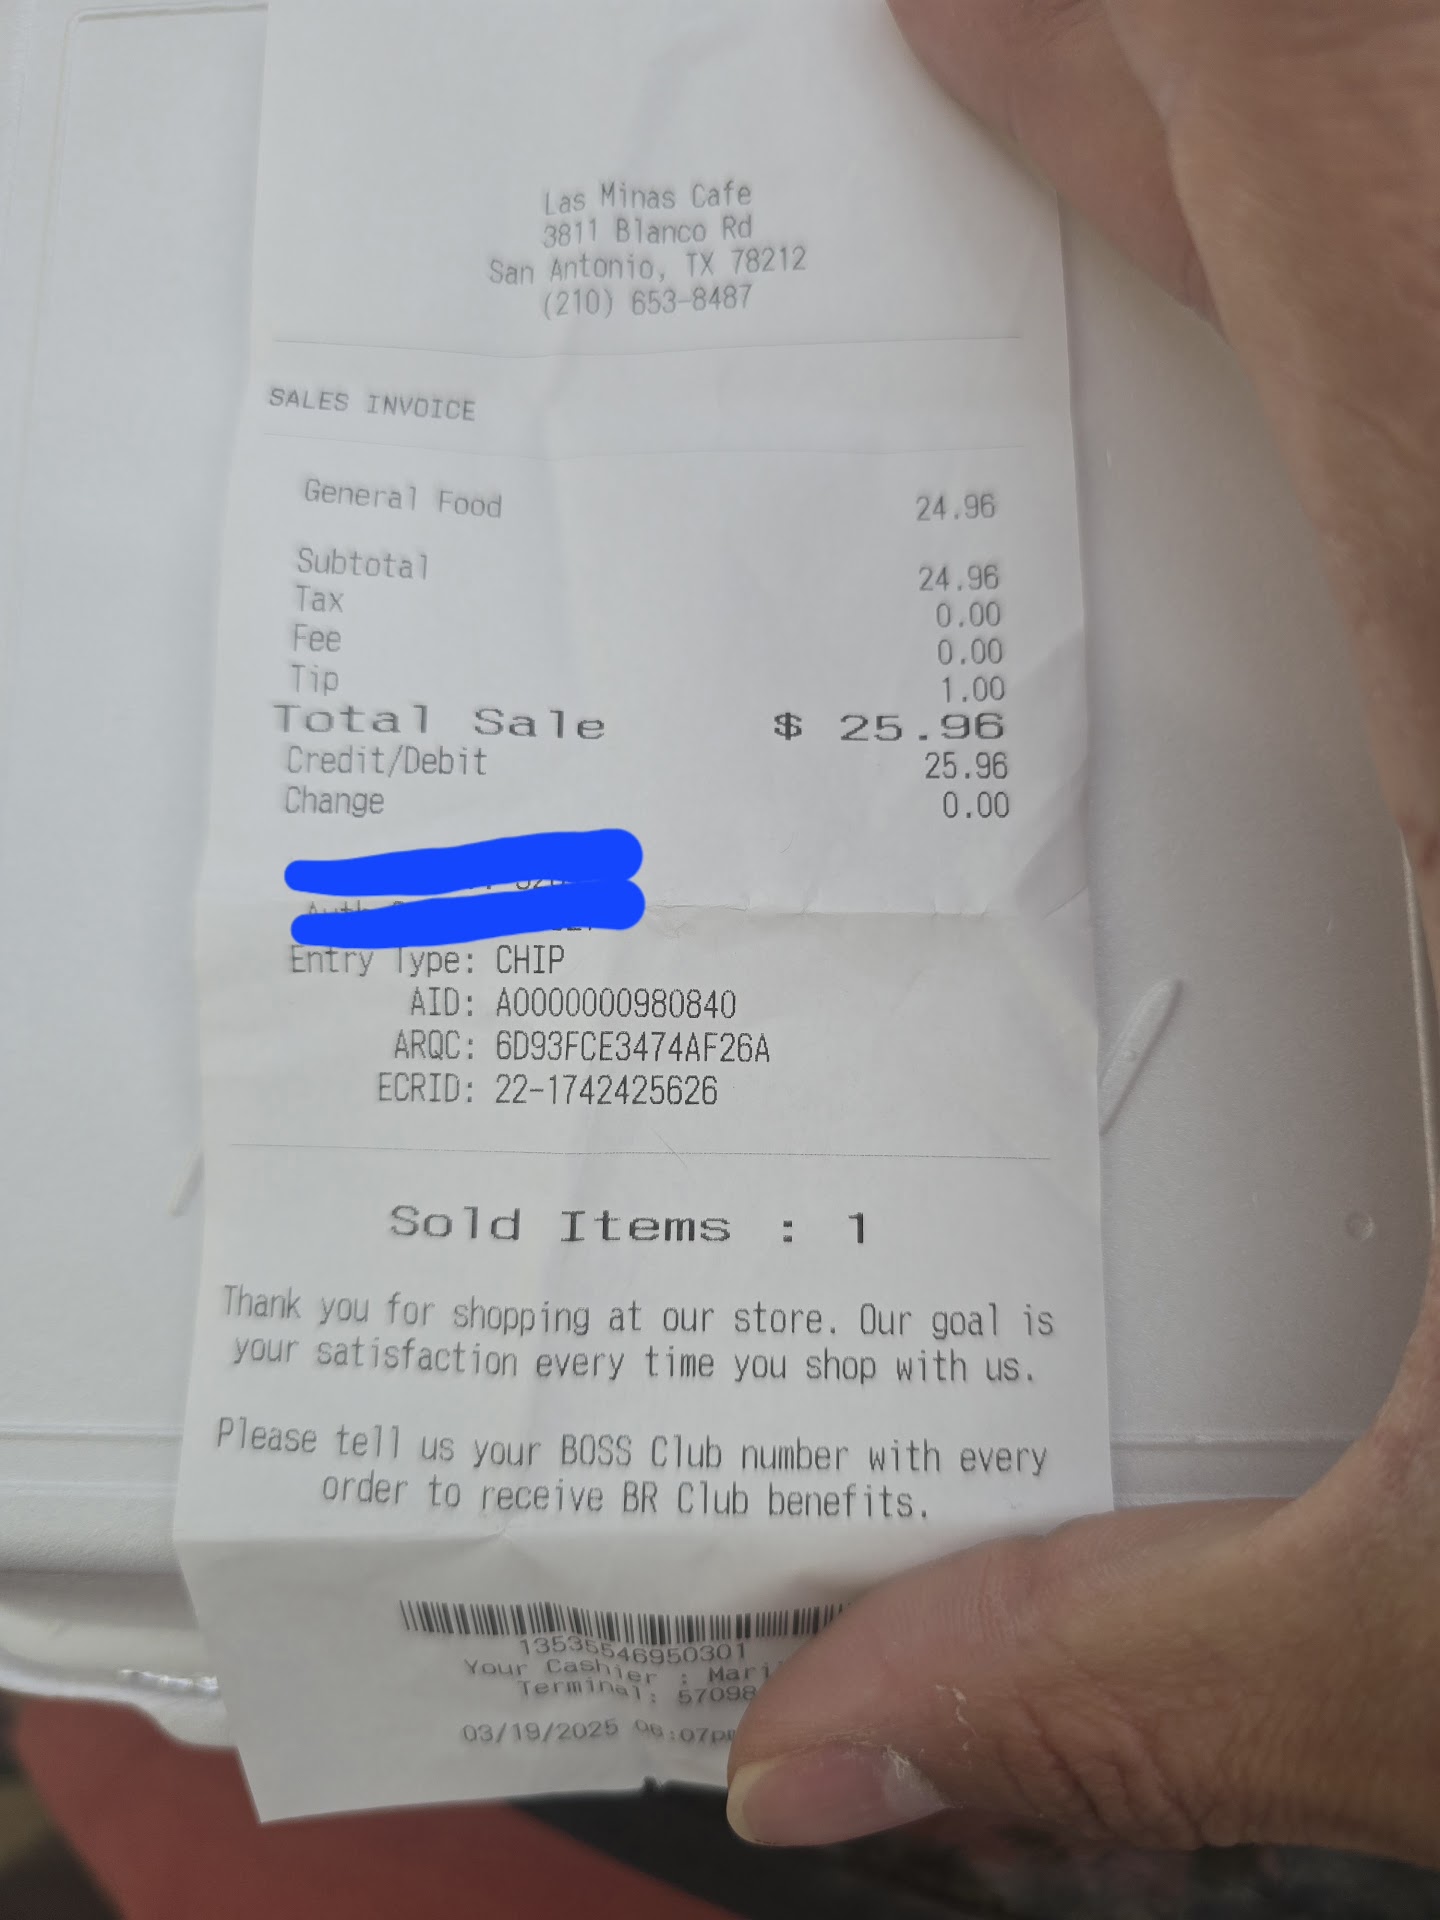 Las Minas Cafe
3811 Blanco Rd
San Antonio, TX 78212
(210) 653-8487
SALES INVOICE
General Food 24.96
Subtotal 24.96
Tax 0.00
Fee 0.00
Tip 1.00
Total Sale $ 25.96
Credit/Debit 25.96
Change 0.00
Entry Type: CHIP
AID: A0000000980840
ARQC: 6D93FCE3474AF26A
ECRID: 22-1742425626
Sold Items : 1
Thank you for shopping at our store. Our goal is
your satisfaction every time you shop with us.
Please tell us your BOSS Club number with every
order to receive BR Club benefits.
13535546950301
Your Cashier : Mari
Terminal: 57098
03/19/2025 06:07pm